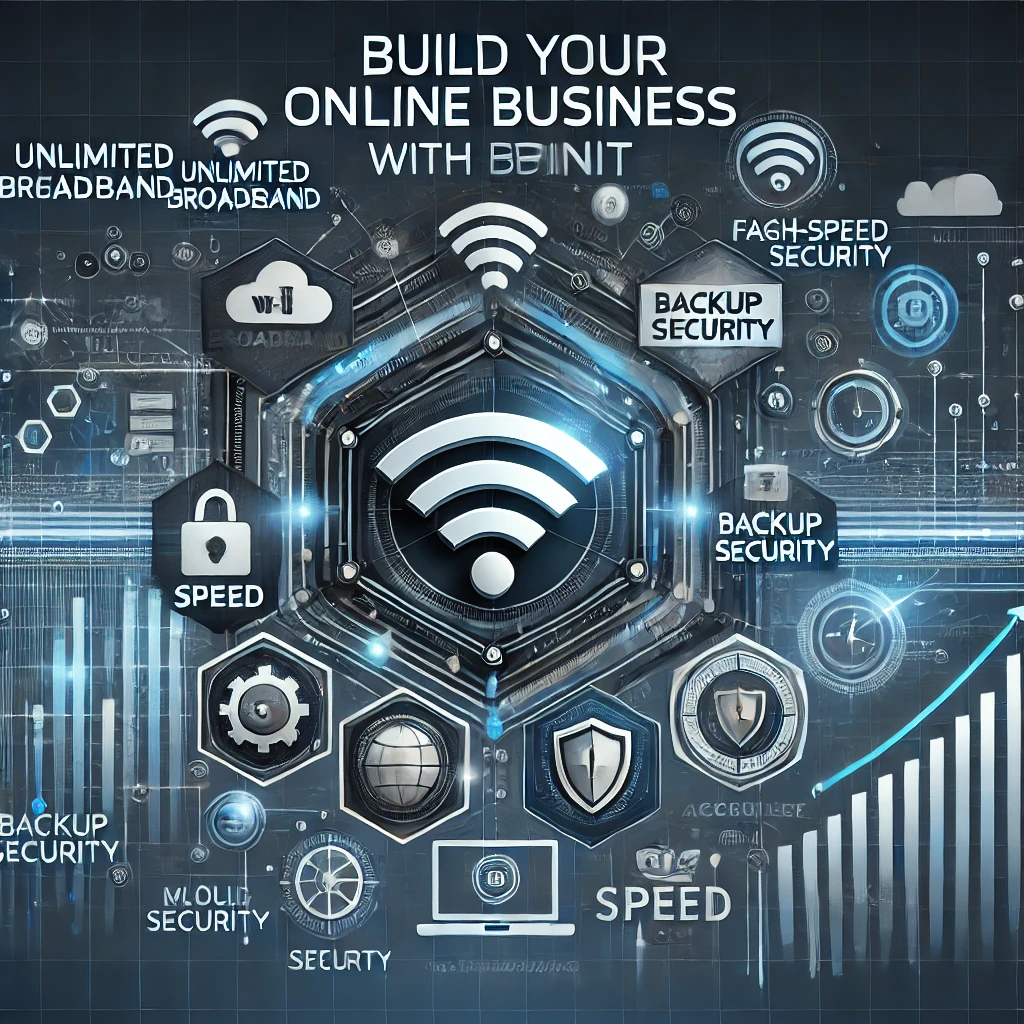 BUILD YOUR
ONLINE BUSINESS
WITH BBINIT
UNLIMITED
BREADBAND
UNLIMITED
BROADBAND
FAGH-SPEED
SECURITY
BACKUP
SECURITY
BACKUP
SECURITY
SPEED
BACKUP
SECURITY
SECURITY
SPEED
SECURTY